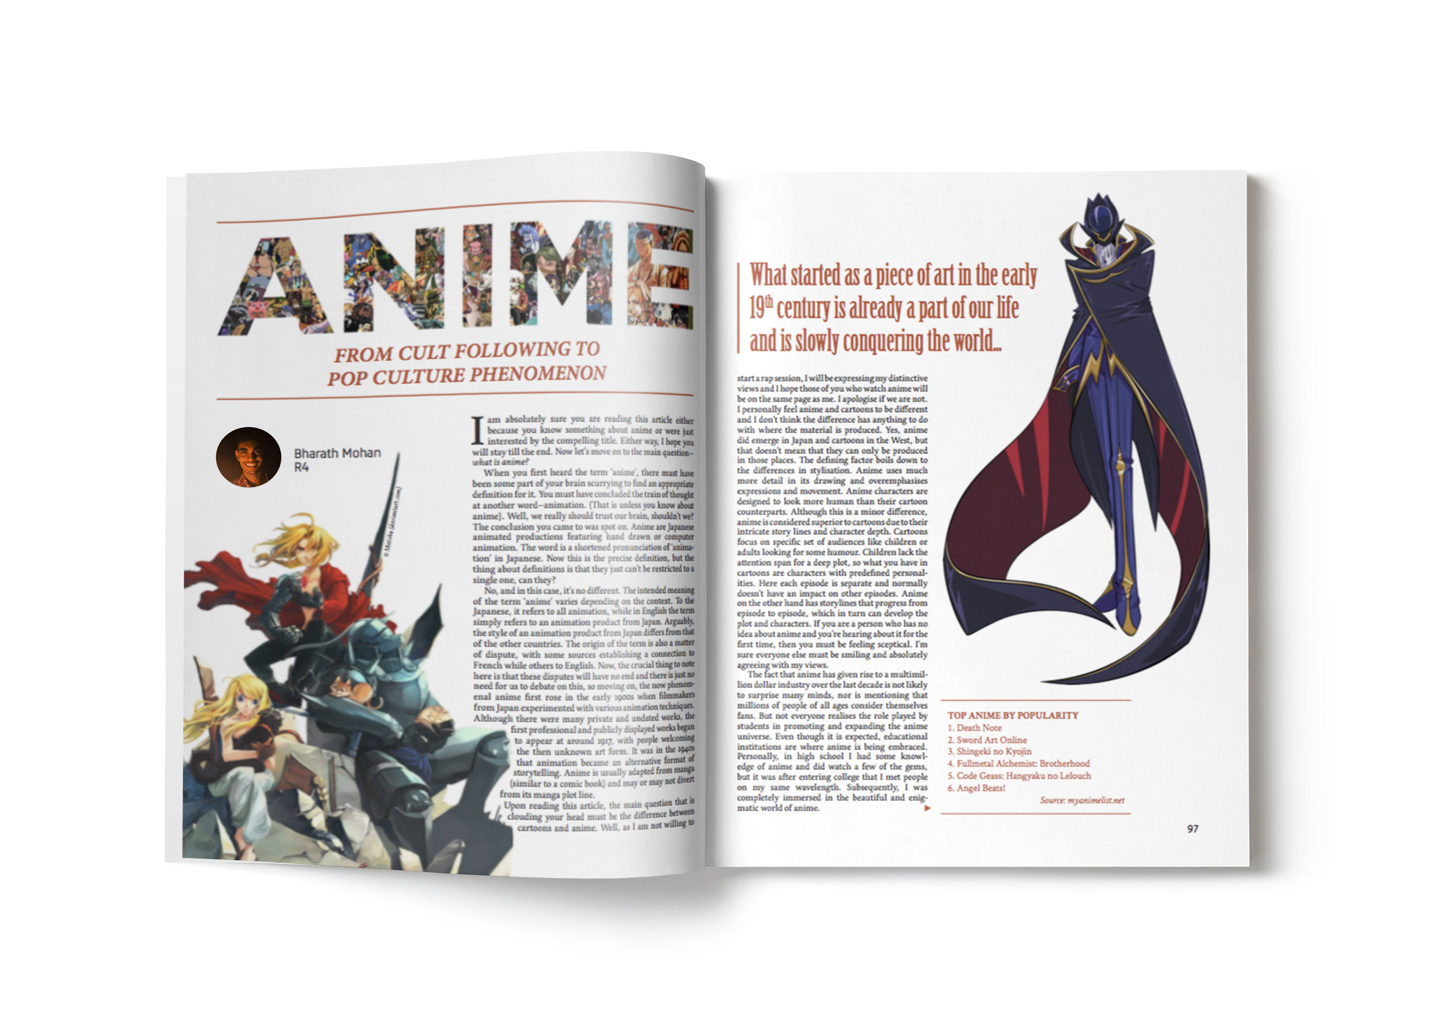 ANIME
FROM CULT FOLLOWING TO
POP CULTURE PHENOMENON
Bharath Mohan
R4
I am absolutely sure you are reading this article either
because you know something about anime or were just
interested by the compelling title. Either way, I hope you
will stay till the end. Now let's move on to the main question–
what is anime?
When you first heard the term 'anime', there must have
been some part of your brain scurrying to find an appropriate
definition for it. You must have concluded the train of thought
at another word—animation. (That is unless you know about
anime). Well, we really should trust our brain, shouldn't we?
The conclusion you came to was spot on. Anime are Japanese
animated productions featuring hand drawn or computer
animation. The word is a shortened pronunciation of 'anima-
tion' in Japanese. Now this is the precise definition, but the
thing about definitions is that they just can't be restricted to a
single one, can they?
No, and in this case, it's no different. The intended meaning
of the term 'anime' varies depending on the context. To the
Japanese, it refers to all animation, while in English the term
simply refers to an animation product from Japan. Arguably,
the style of an animation product from Japan differs from that
of the other countries. The origin of the term is also a matter
of dispute, with some sources establishing a connection to
French while others to English. Now, the crucial thing to note
here is that these disputes will have no end and there is just no
need for us to debate on this, so moving on, the now phenom-
enal anime first rose in the early 1900s when filmmakers
from Japan experimented with various animation techniques.
Although there were many private and undated works, the
first professional and publicly displayed works began
to appear at around 1917, with people welcoming
the then unknown art form. It was in the 1940s
that animation became an alternative format of
storytelling. Anime is usually adapted from manga
(similar to a comic book) and may or may not divert
from its manga plot line.
Upon reading this article, the main question that is
clouding your head must be the difference between
cartoons and anime. Well, as I am not willing to
What started as a piece of art in the early
19th century is already a part of our life
and is slowly conquering the world...
start a rap session, I will be expressing my distinctive
views and I hope those of you who watch anime will
be on the same page as me. I apologise if we are not.
I personally feel anime and cartoons to be different
and I don't think the difference has anything to do
with where the material is produced. Yes, anime
did emerge in Japan and cartoons in the West, but
that doesn't mean that they can only be produced
in those places. The defining factor boils down to
the differences in stylisation. Anime uses much
more detail in its drawing and overemphasises
expressions and movement. Anime characters are
designed to look more human than their cartoon
counterparts. Although this is a minor difference,
anime is considered superior to cartoons due to their
intricate story lines and character depth. Cartoons
focus on specific set of audiences like children or
adults looking for some humour. Children lack the
attention span for a deep plot, so what you have in
cartoons are characters with predefined personal-
ities. Here each episode is separate and normally
doesn't have an impact on other episodes. Anime
on the other hand has storylines that progress from
episode to episode, which in turn can develop the
plot and characters. If you are a person who has no
idea about anime and you're hearing about it for the
first time, then you must be feeling sceptical. I'm
sure everyone else must be smiling and absolutely
agreeing with my views.
The fact that anime has given rise to a multimil-
lion dollar industry over the last decade is not likely
to surprise many minds, nor is mentioning that
millions of people of all ages consider themselves
fans. But not everyone realises the role played by
students in promoting and expanding the anime
universe. Even though it is expected, educational
institutions are where anime is being embraced.
Personally, in high school I had some knowl-
edge of anime and did watch a few of the gems,
but it was after entering college that I met people
on my same wavelength. Subsequently, I was
completely immersed in the beautiful and enig-
matic world of anime.
TOP ANIME BY POPULARITY
1. Death Note
2. Sword Art Online
3. Shingeki no Kyojin
4. Fullmetal Alchemist: Brotherhood
5. Code Geass: Hangyaku no Lelouch
6. Angel Beats!
Source: myanimelist.net
97